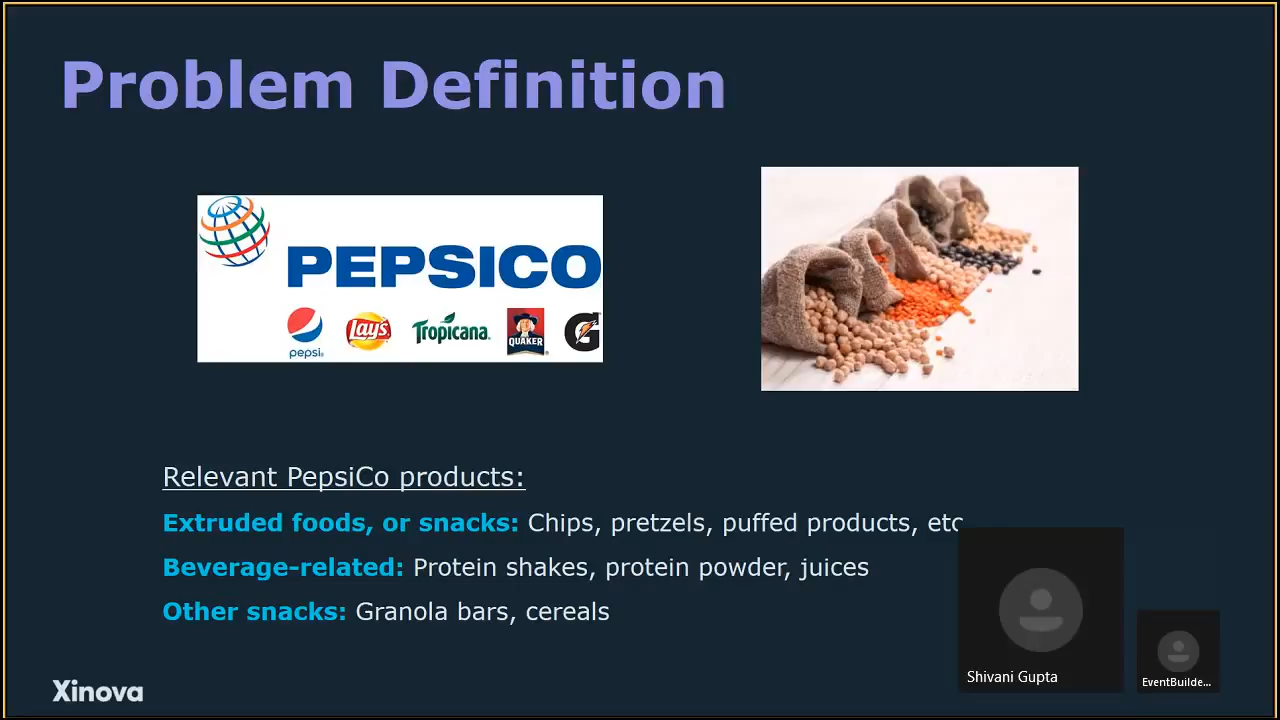 Problem Definition
PEPSICO
pepsi
Lay's
Tropicana
QUAKER
G
Relevant PepsiCo products:
Extruded foods, or snacks: Chips, pretzels, puffed products, etc
Beverage-related: Protein shakes, protein powder, juices
Other snacks: Granola bars, cereals
Xinova
Shivani Gupta
EventBuilde...